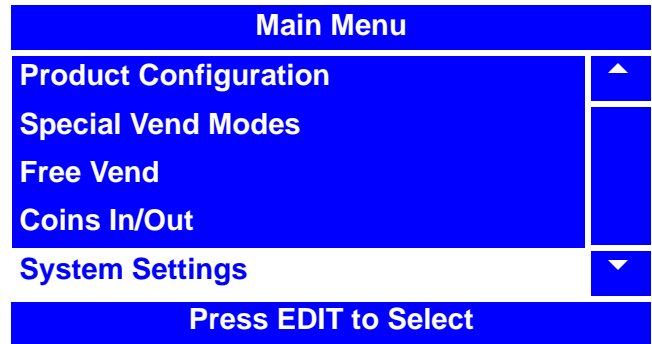 Main Menu
Product Configuration
Special Vend Modes
Free Vend
Coins In/Out
System Settings
Press EDIT to Select